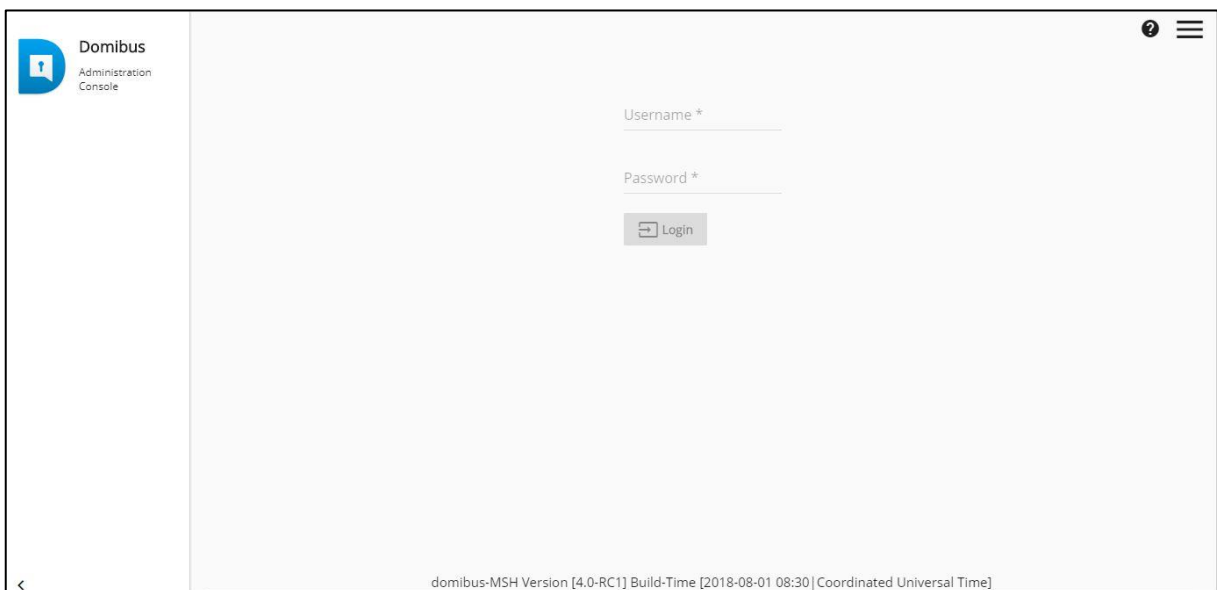 Domibus
Administration
Console
?
Username *
Password *
Login
domibus-MSH Version [4.0-RC1] Build-Time [2018-08-01 08:30|Coordinated Universal Time]